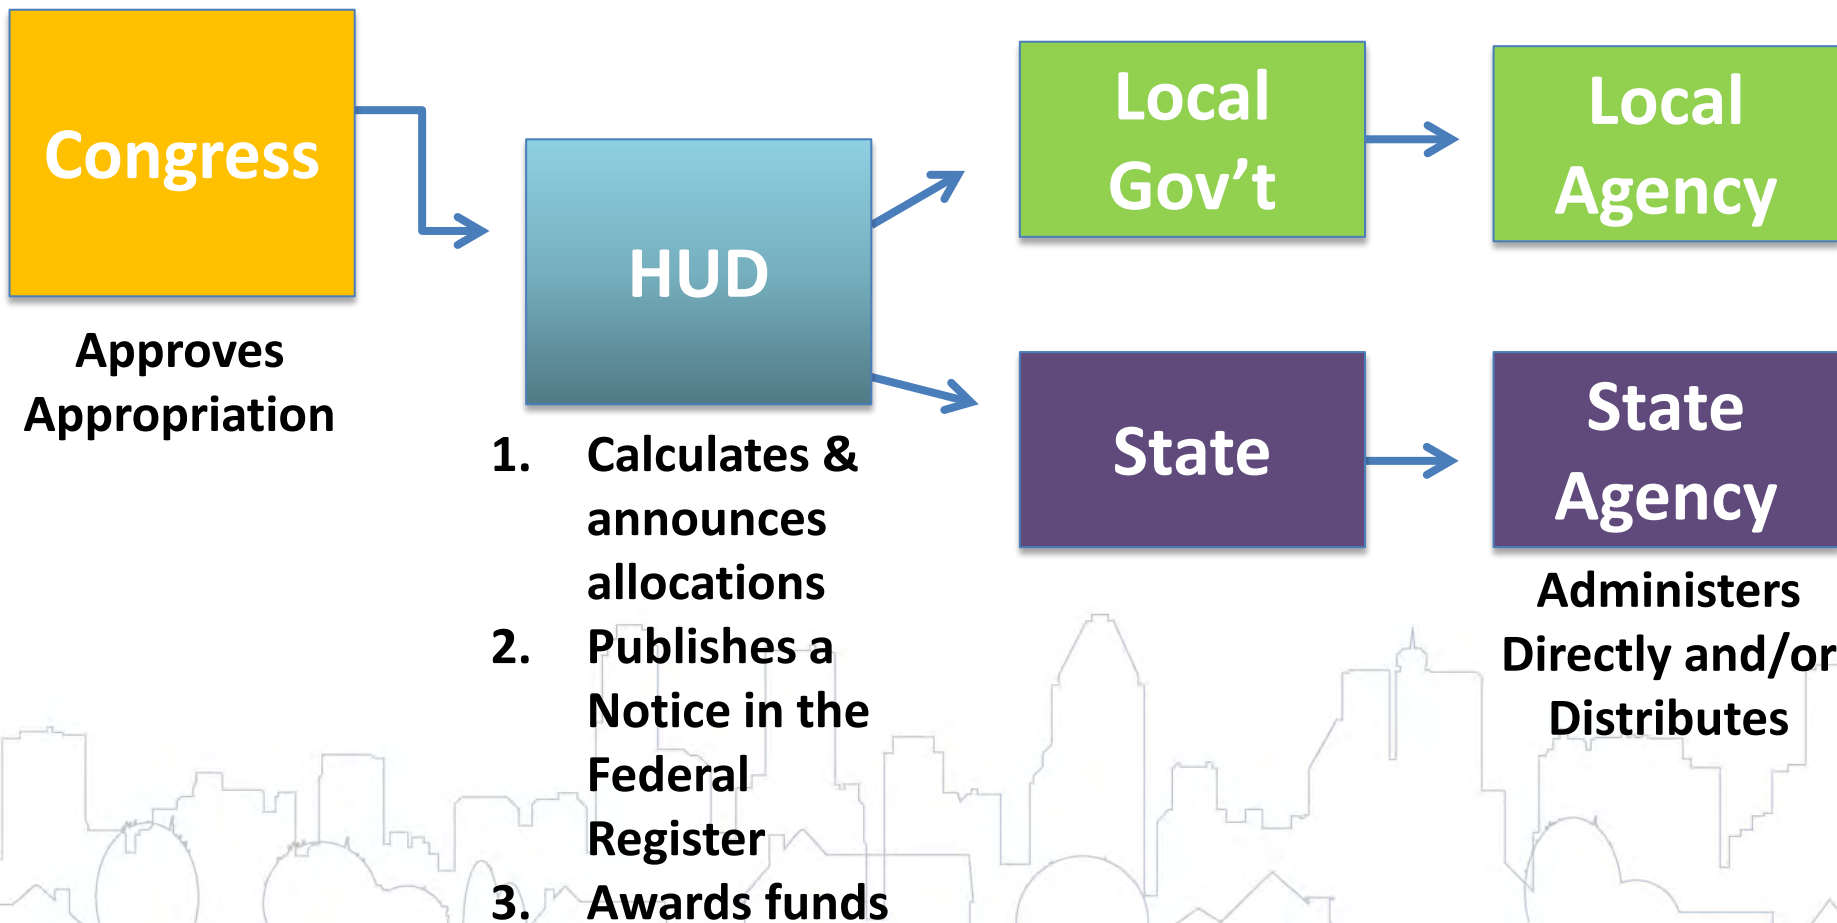 Congress
Approves
Appropriation
HUD
1. Calculates &
announces
allocations
2. Publishes a
Notice in the
Federal
Register
3. Awards funds
Local
Gov’t
Local
Agency
State
State
Agency
Administers
Directly and/or
Distributes